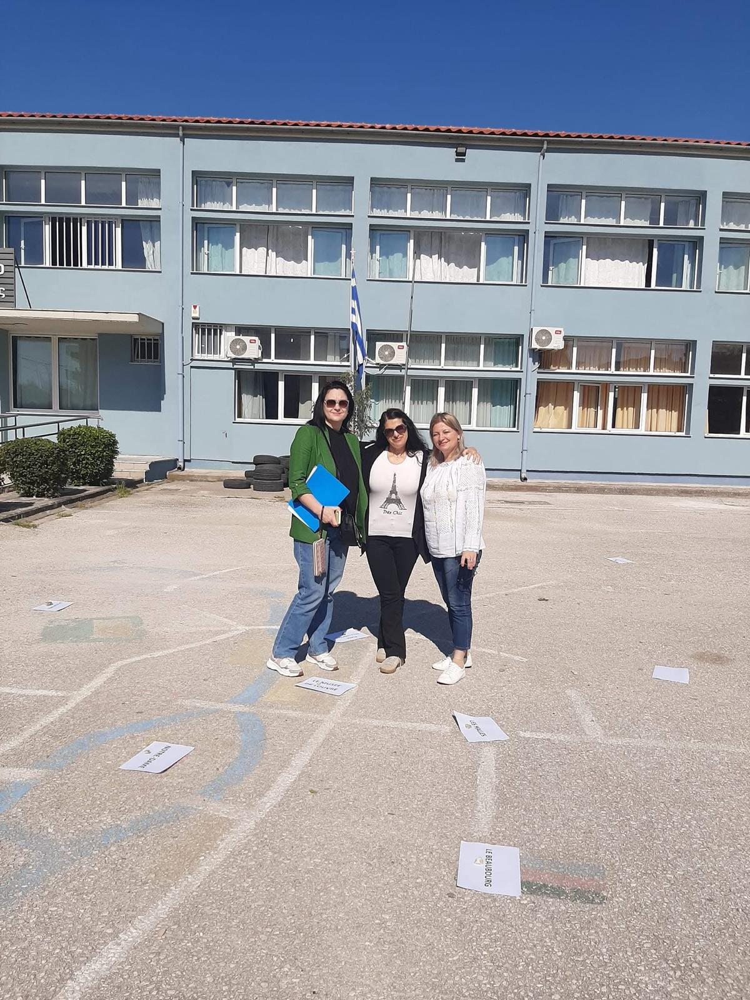 Ο
ς
Très Chic
LE MUSEE
DE LOUVRE
LES HALLES
NOTRE-DAME
LE BEAUBOURG